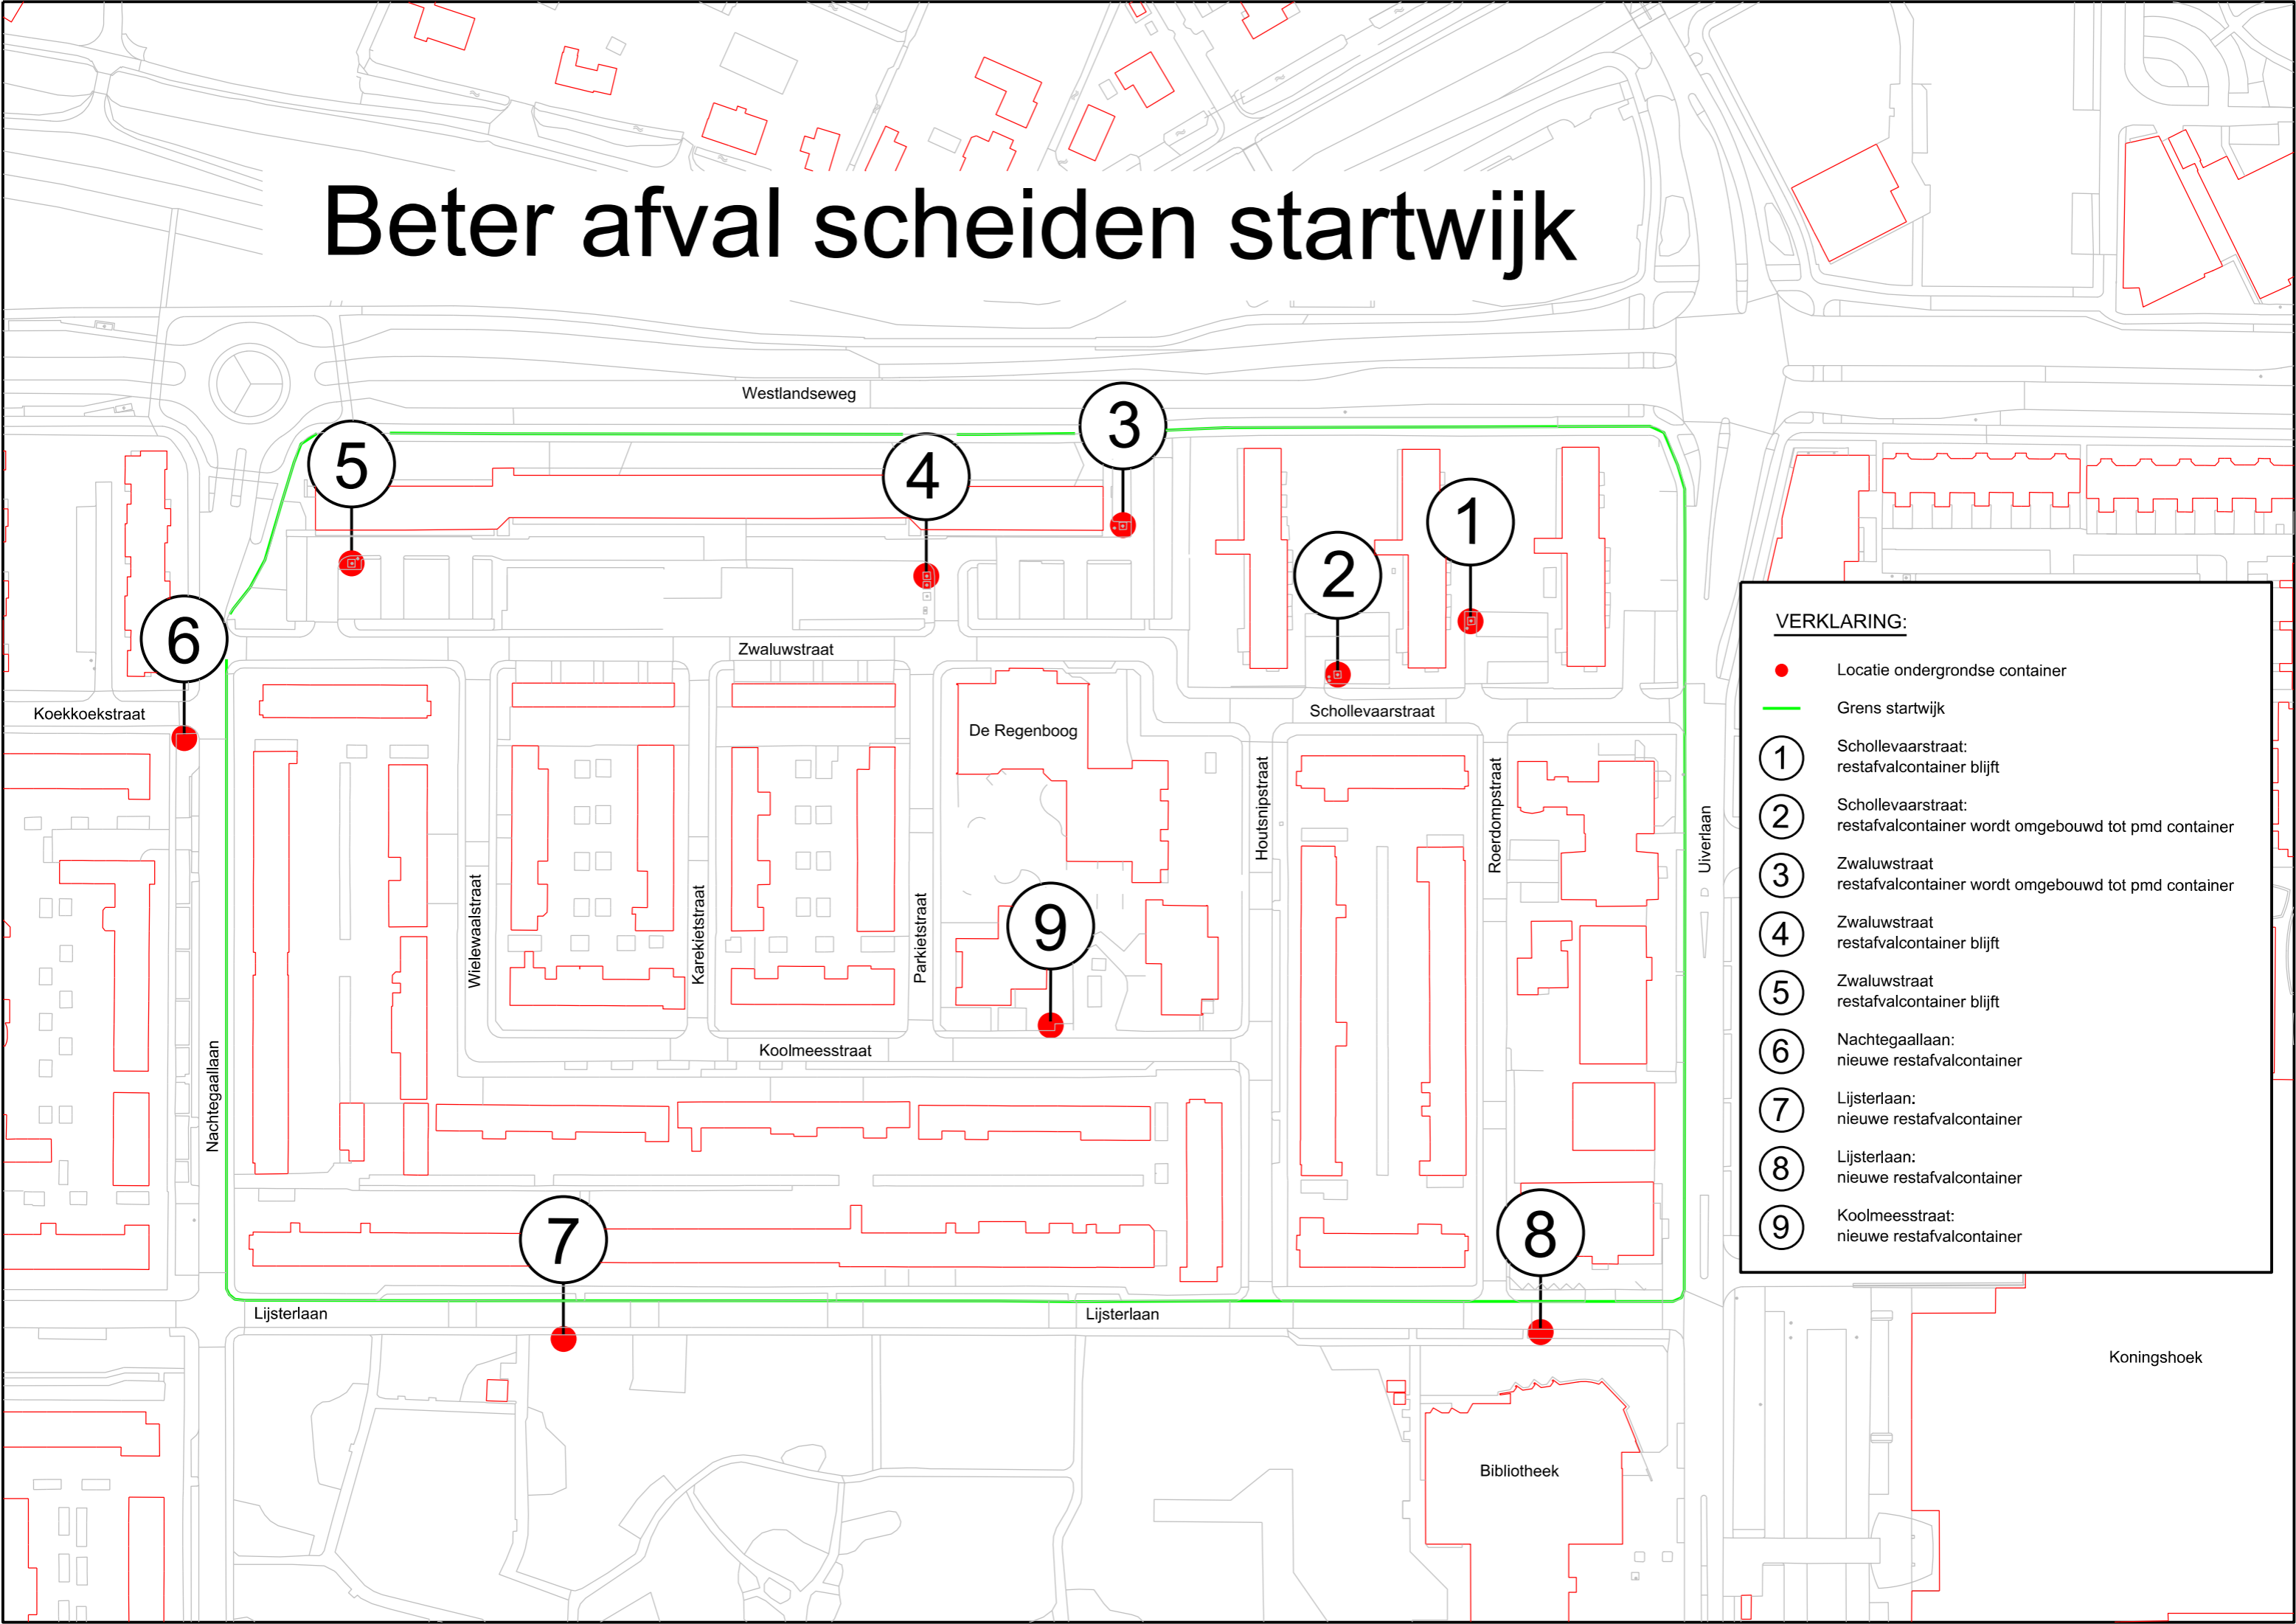 Beter afval scheiden startwijk
Westlandseweg
3
5
4
1
2
6
Zwaluwstraat
Koekkoekstraat
Schollevaarstraat
De Regenboog
Houtsnipstraat
Roerdompstraat
Uiverlaan
Wielewaalstraat
Karekietstraat
Parkietstraat
9
Koolmeesstraat
Nachtegaallaan
7
8
Lijsterlaan
Lijsterlaan
Koningshoek
Bibliotheek
VERKLARING:
Locatie ondergrondse container
Grens startwijk
1
Schollevaarstraat:
restafvalcontainer blijft
2
Schollevaarstraat:
restafvalcontainer wordt omgebouwd tot pmd container
3
Zwaluwstraat
restafvalcontainer wordt omgebouwd tot pmd container
4
Zwaluwstraat
restafvalcontainer blijft
5
Zwaluwstraat
restafvalcontainer blijft
6
Nachtegaallaan:
nieuwe restafvalcontainer
7
Lijsterlaan:
nieuwe restafvalcontainer
8
Lijsterlaan:
nieuwe restafvalcontainer
9
Koolmeesstraat:
nieuwe restafvalcontainer